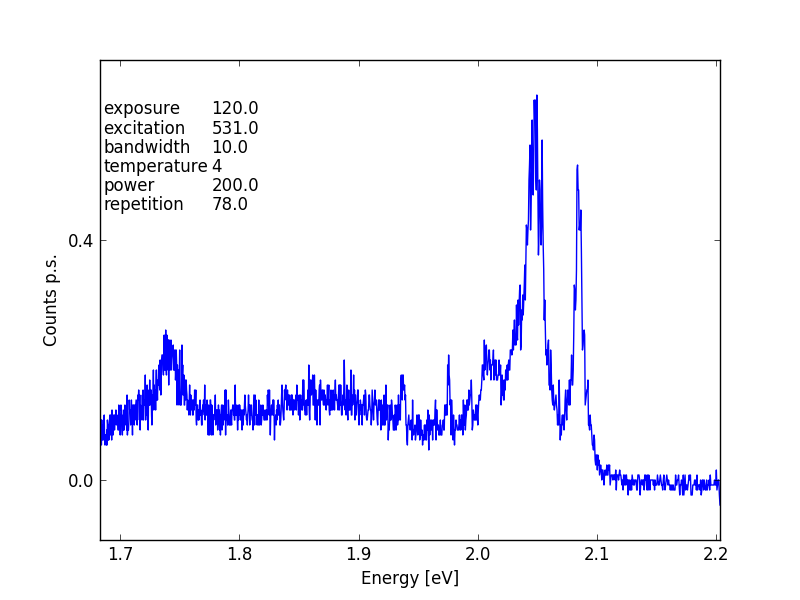 exposure 120.0
excitation 531.0
bandwidth 10.0
temperature 4
power 200.0
repetition 78.0
Counts p.s.
0.4
0.0
1.7 1.8 1.9 2.0 2.1 2.2
Energy [eV]